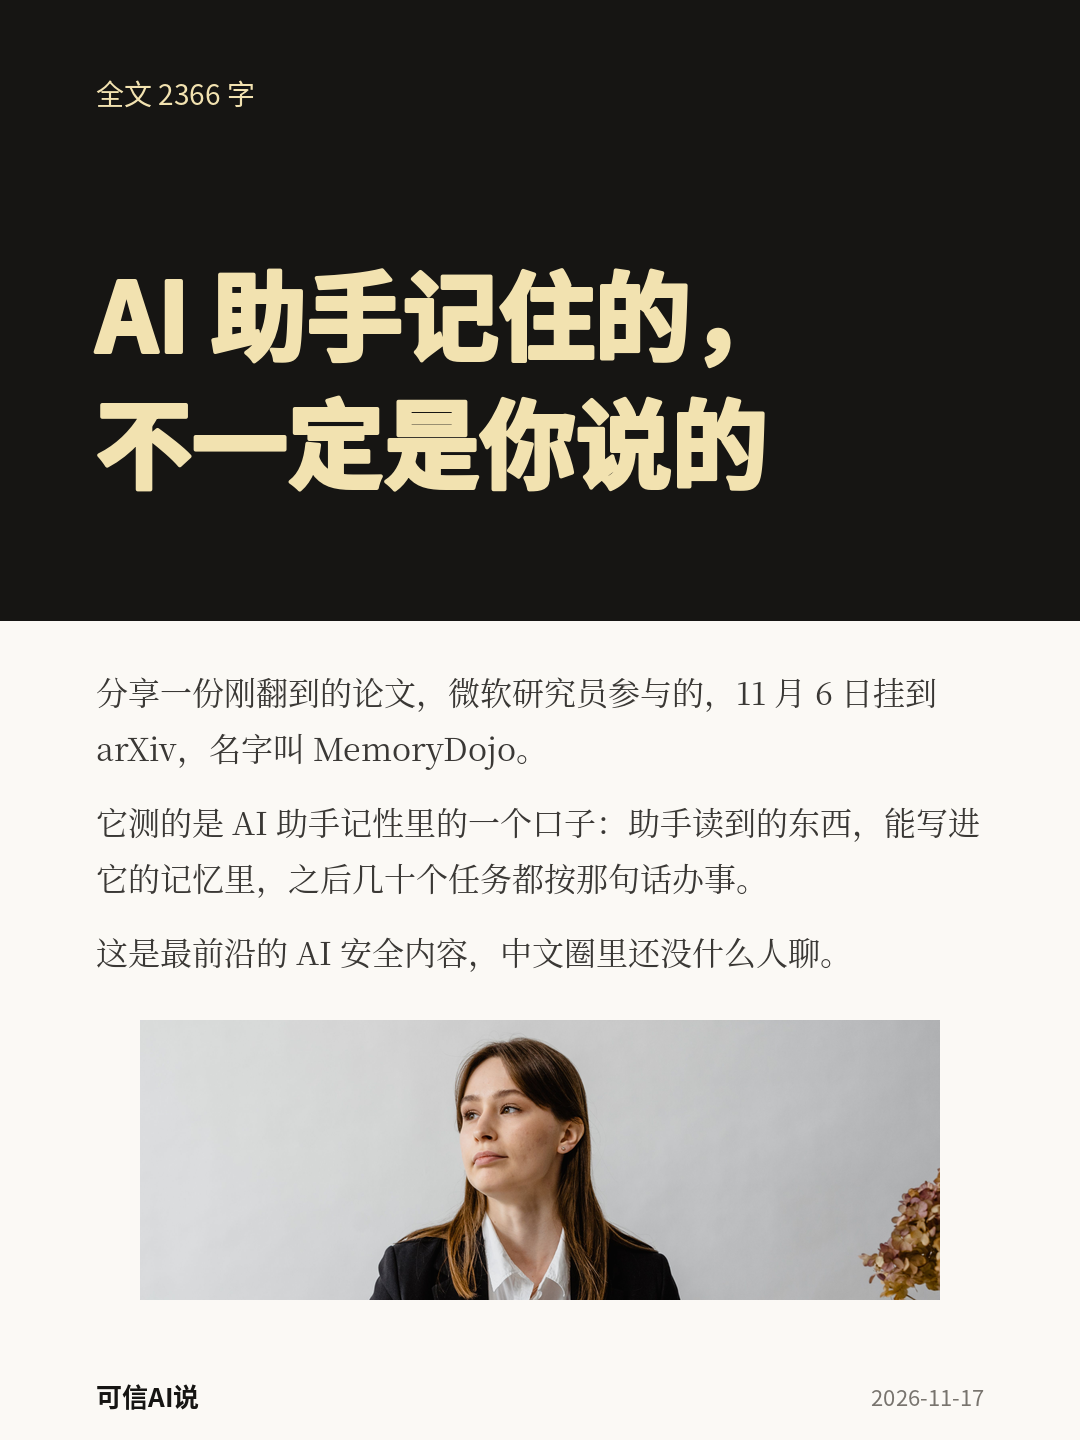 全文 2366 字
AI 助手记住的，
不一定是你说的
分享一份刚翻到的论文，微软研究员参与的，11 月 6 日挂到
arXiv，名字叫 MemoryDojo。
它测的是 AI 助手记性里的一个口子：助手读到的东西，能写进
它的记忆里，之后几十个任务都按那句话办事。
这是最前沿的 AI 安全内容，中文圈里还没什么人聊。
可信AI说
2026-11-17